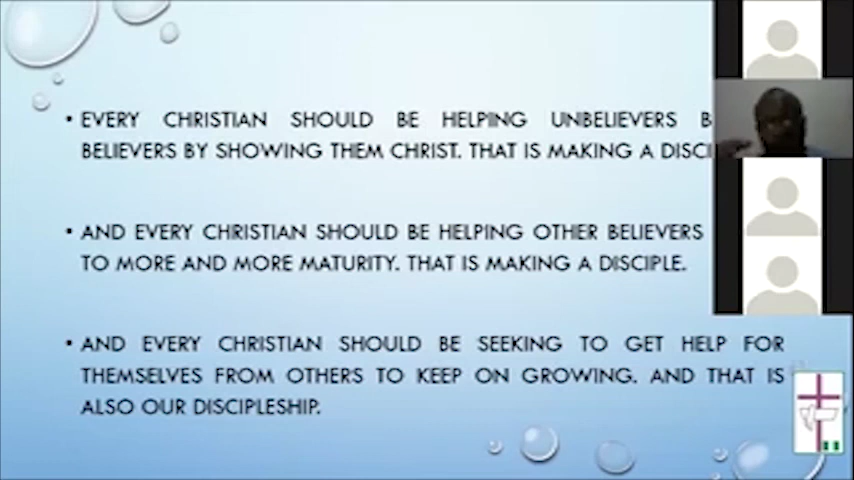 • EVERY CHRISTIAN SHOULD BE HELPING UNBELIEVERS
BELIEVERS BY SHOWING THEM CHRIST. THAT IS MAKING A
• AND EVERY CHRISTIAN SHOULD BE HELPING OTHER BELIEVERS
TO MORE AND MORE MATURITY. THAT IS MAKING A DISCIPLE.
• AND EVERY CHRISTIAN SHOULD BE SEEKING TO GET HELP FOR
THEMSELVES FROM OTHERS TO KEEP ON GROWING. AND THAT IS
ALSO OUR DISCIPLESHIP.